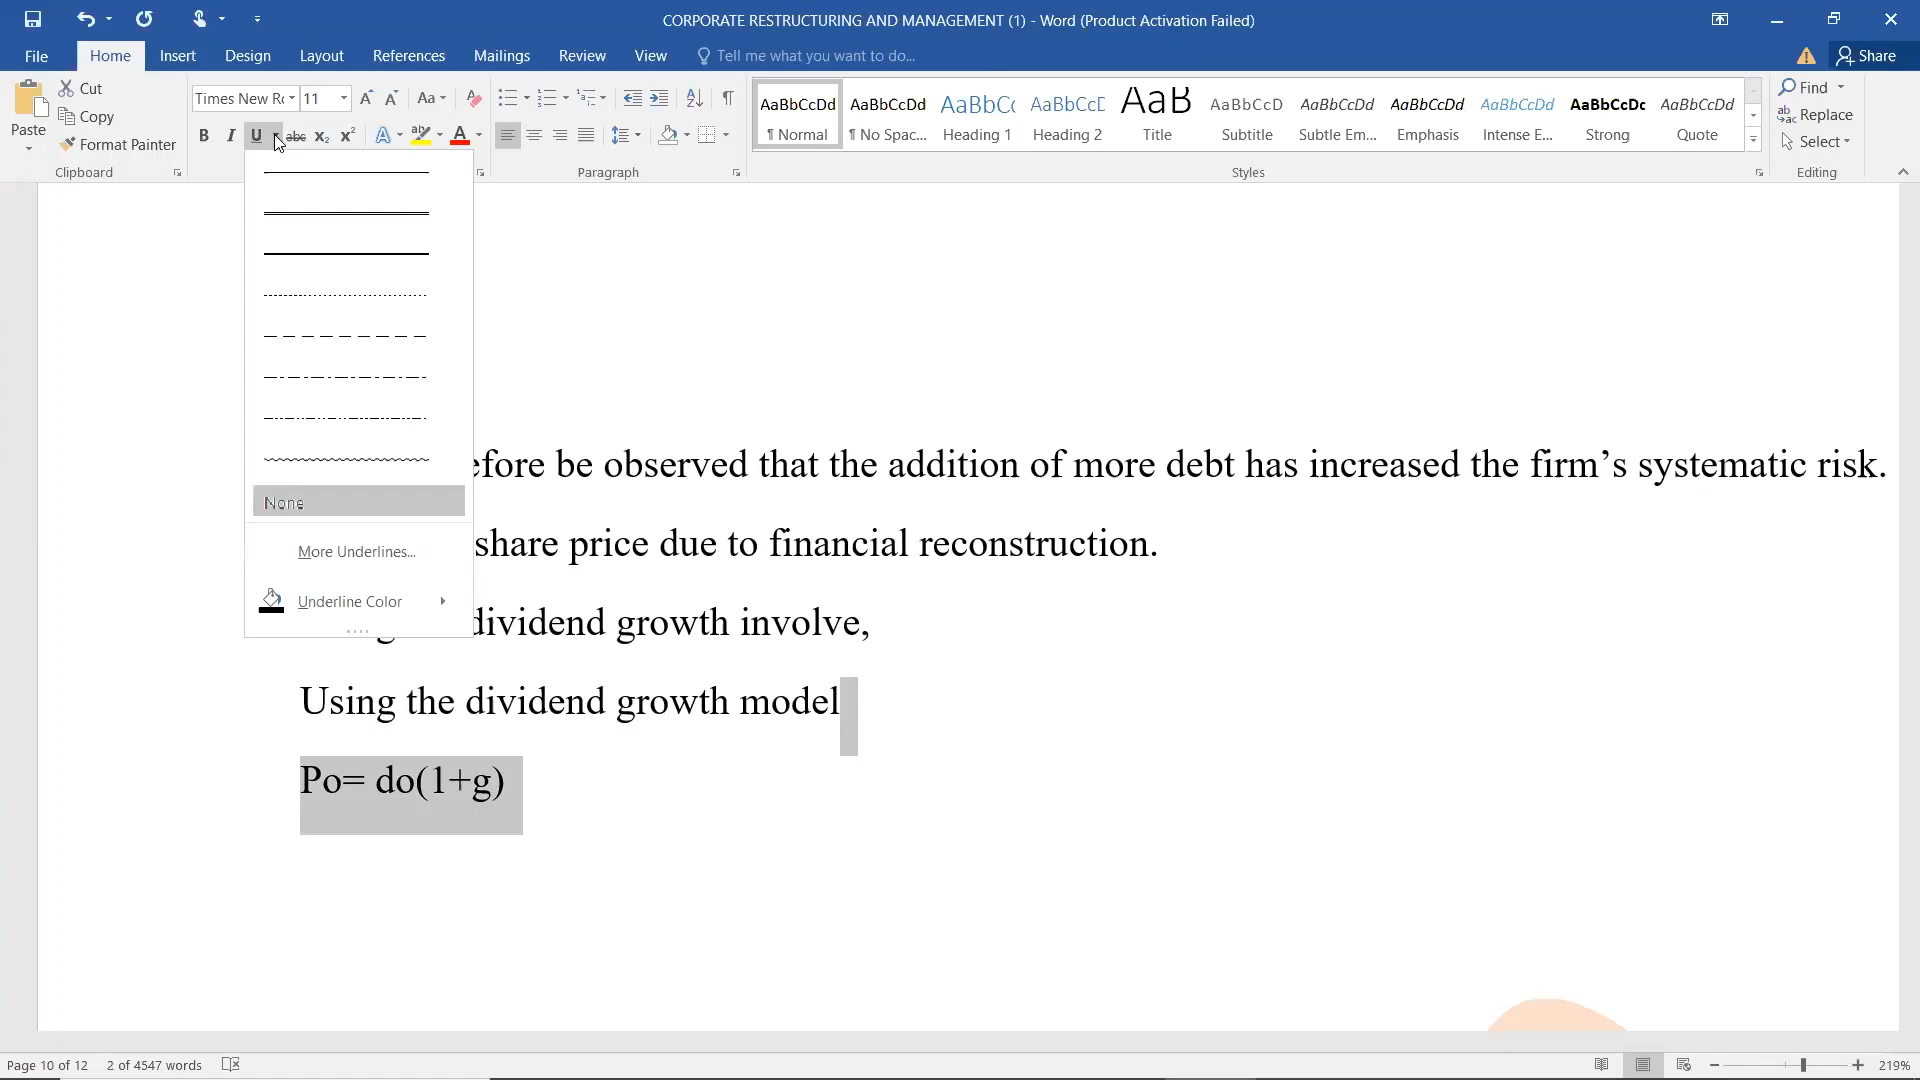 CORPORATE RESTRUCTURING AND MANAGEMENT (1) - Word (Product Activation Failed)
File Home Insert Design Layout References Mailings Review View Tell me what you want to do... Share
Paste
Cut
Copy
Format Painter
Clipboard
Times New Ro 11 Aa
B I U abc x₂ x² A aby A
Paragraph
AaBbCcDd AaBbCcDd AaBbCc AaBbCcD AaB AaBbCcD AaBbCcDd AaBbCcDd AaBbCcDd AaBbCcDc AaBbCcDd
¶ Normal ¶ No Spac... Heading 1 Heading 2 Title Subtitle Subtle Em... Emphasis Intense E... Strong Quote
Styles
Find
Replace
Select
Editing
None
More Underlines...
Underline Color
efore be observed that the addition of more debt has increased the firm’s systematic risk.
share price due to financial reconstruction.
dividend growth involve,
Using the dividend growth model
Po= do(1+g)
Page 10 of 12 2 of 4547 words 219%